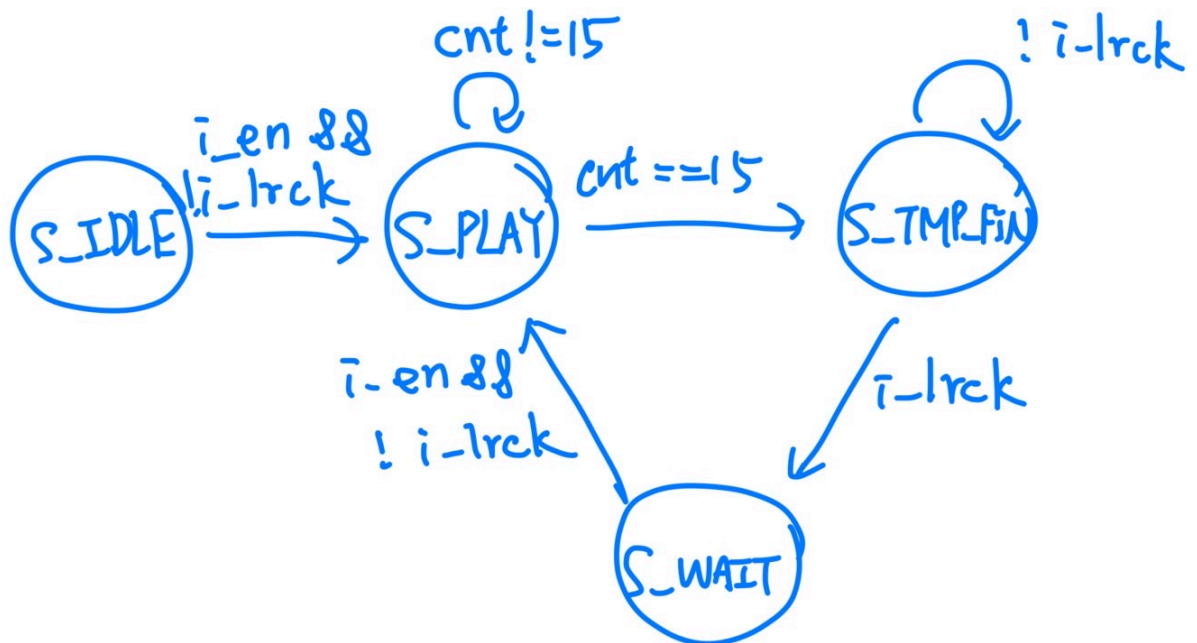 cnt!=15
! i_lrck
i_en &&
!i_lrck
cnt==15
S_IDLE
S_PLAY
S_TMP_FiN
i_en &&
! i_lrck
i_lrck
S_WAIT